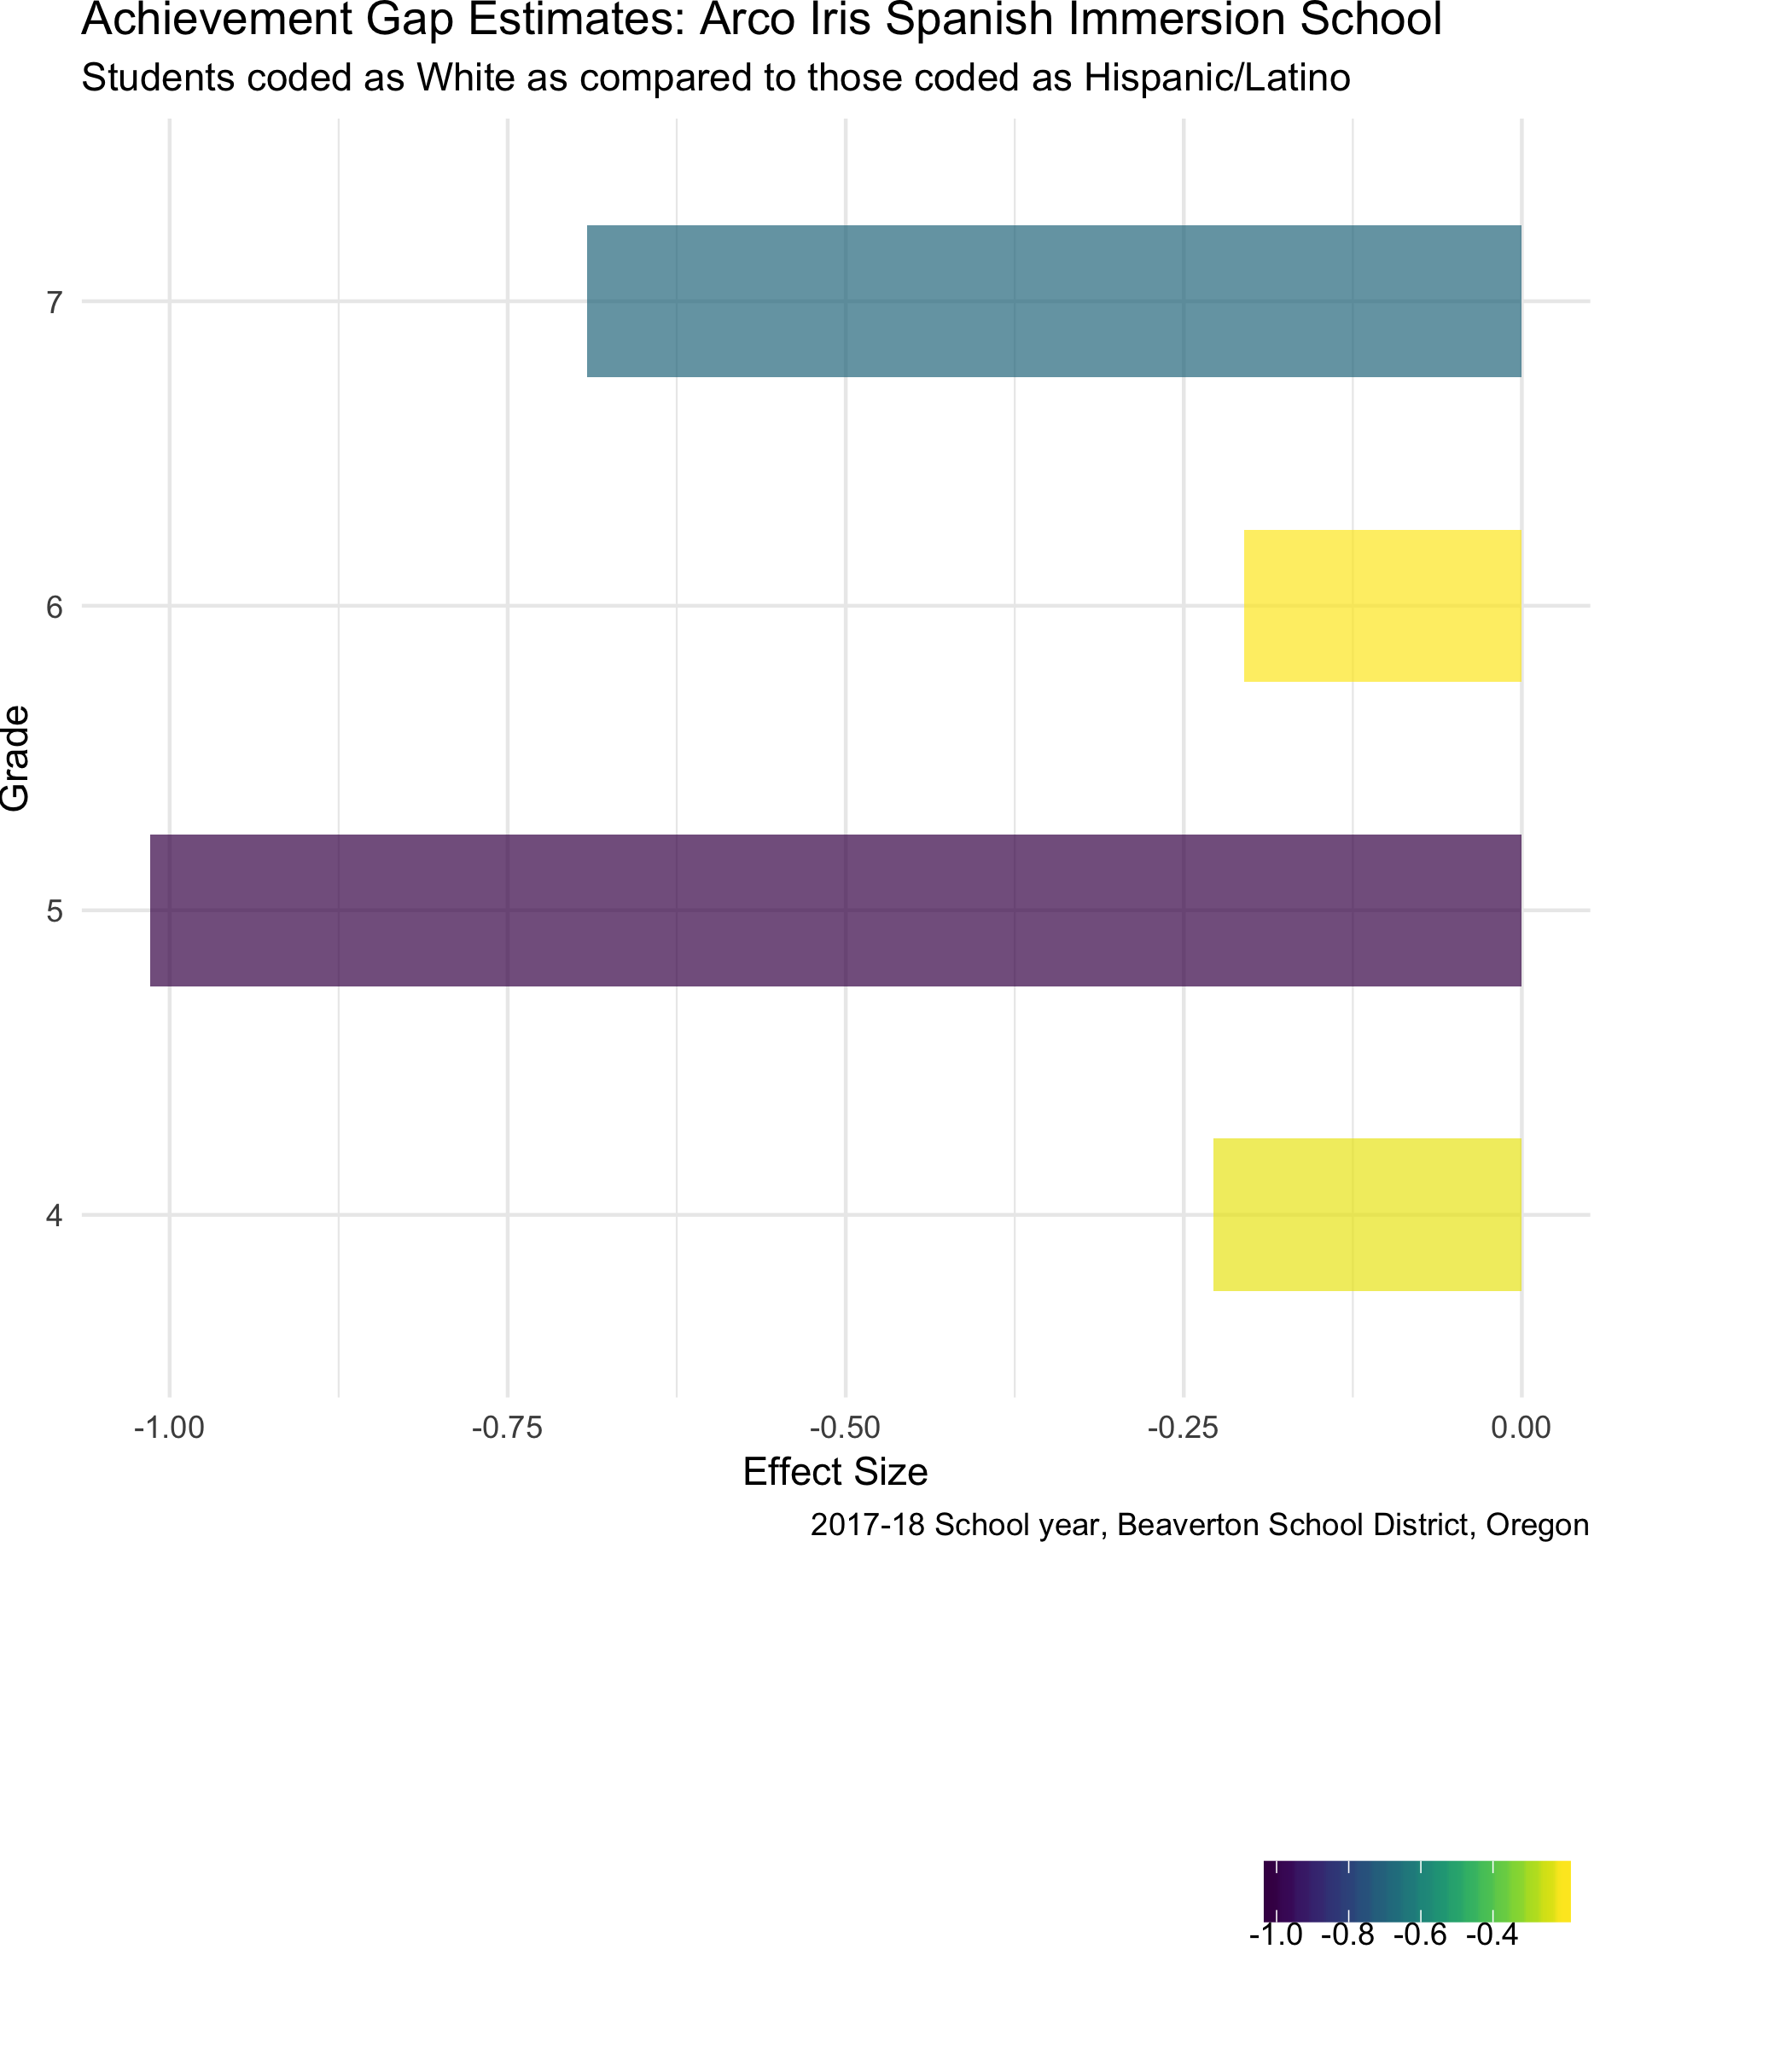 Achievement Gap Estimates: Arco Iris Spanish Immersion School
Students coded as White as compared to those coded as Hispanic/Latino
7
6
5
4
Grade
-1.00 -0.75 -0.50 -0.25 0.00
Effect Size
2017-18 School year, Beaverton School District, Oregon
-1.0 -0.8 -0.6 -0.4